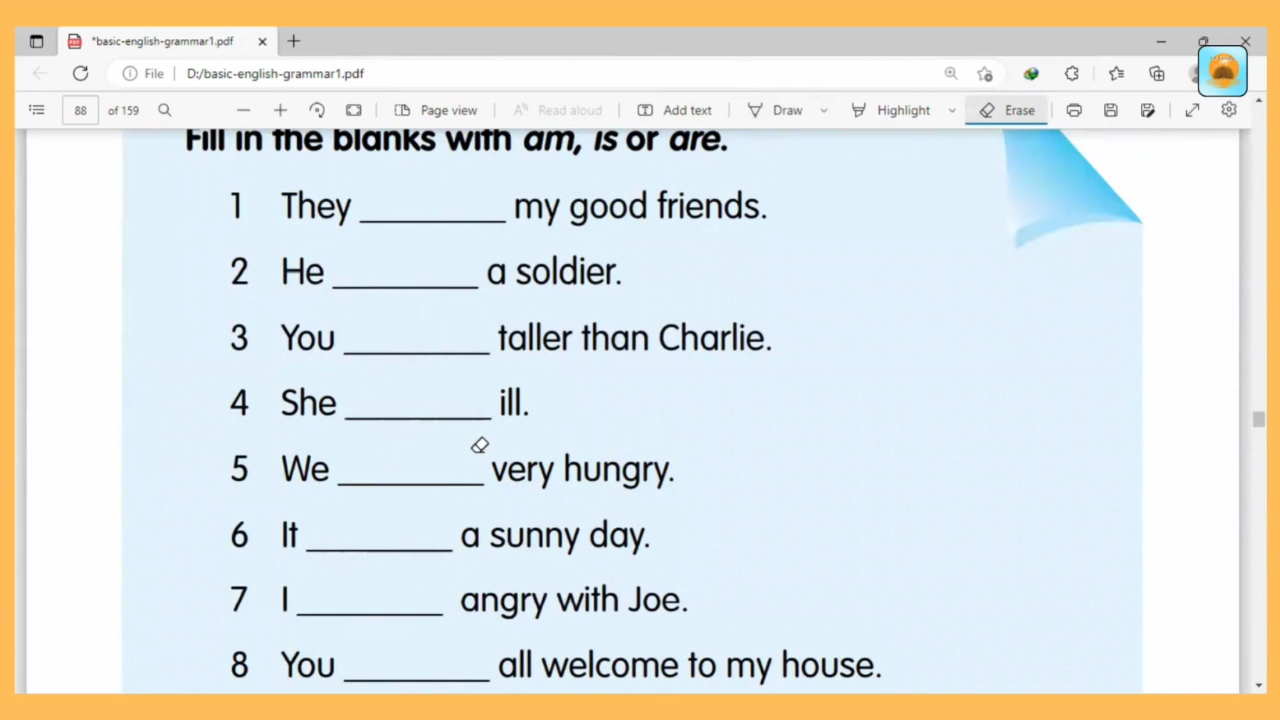 *basic-english-grammar1.pdf
File D:/basic-english-grammar1.pdf
88 of 159 Page view Read aloud Add text Draw Highlight Erase
Fill in the blanks with am, is or are.
1 They ________ my good friends.
2 He ________ a soldier.
3 You ________ taller than Charlie.
4 She ________ ill.
5 We ________ very hungry.
6 It ________ a sunny day.
7 I ________ angry with Joe.
8 You ________ all welcome to my house.